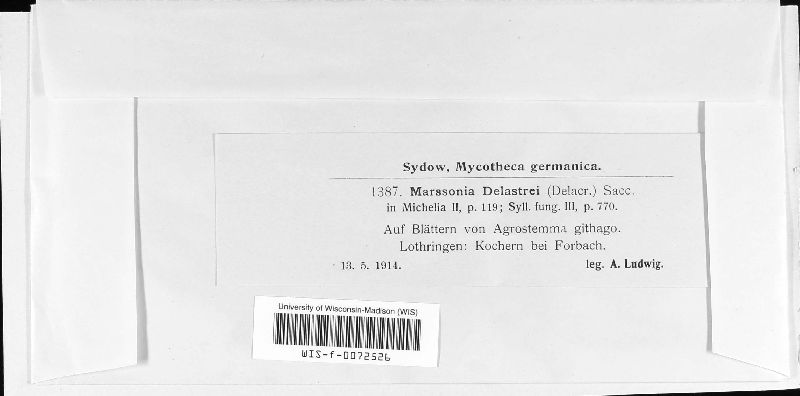 Sydow, Mycotheca germanica.
1387. Marssonia Delastrei (Delacr.) Sacc.
in Michelia II, p. 119; Syll. fung. III, p. 770.
Auf Blättern von Agrostemma githago.
Lothringen: Kochern bei Forbach.
13. 5. 1914. leg. A. Ludwig.
University of Wisconsin-Madison (WIS)
WIS-f-0072526